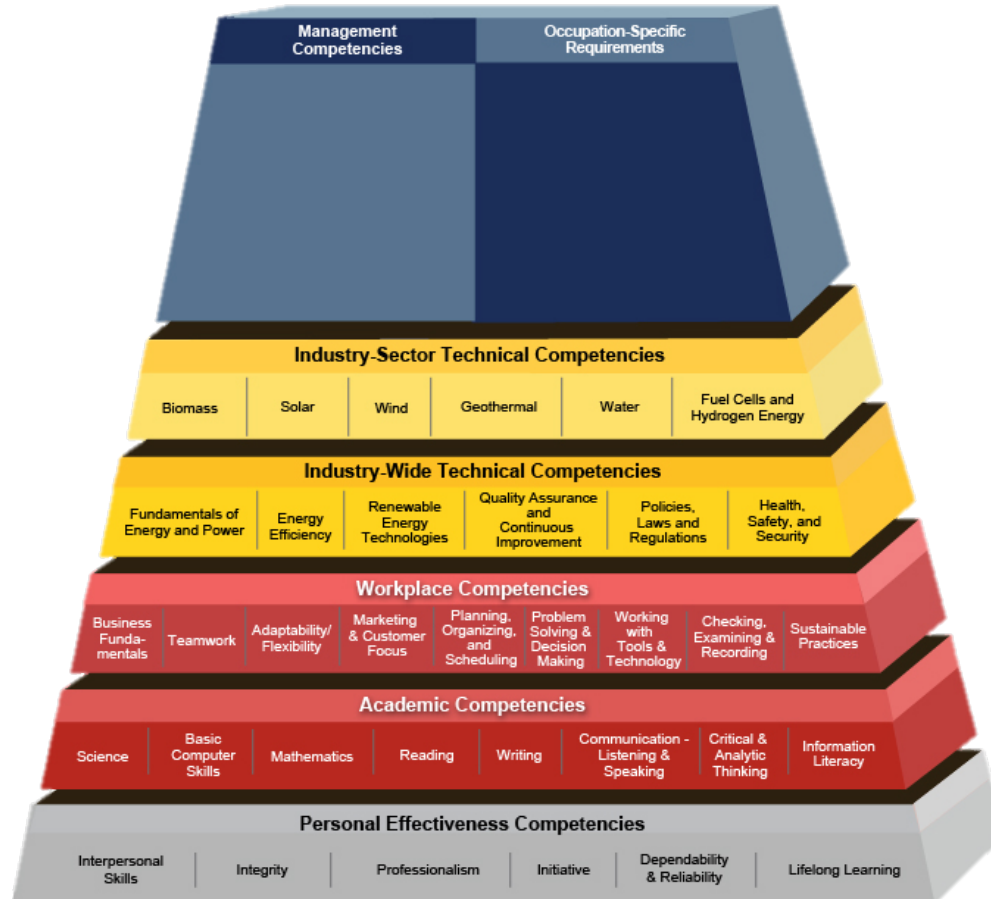 Management
Competencies
Occupation-Specific
Requirements
Industry-Sector Technical Competencies
Biomass
Solar
Wind
Geothermal
Water
Fuel Cells and
Hydrogen Energy
Industry-Wide Technical Competencies
Fundamentals of
Energy and Power
Energy
Efficiency
Renewable
Energy
Technologies
Quality Assurance
and
Continuous
Improvement
Policies,
Laws and
Regulations
Health,
Safety, and
Security
Workplace Competencies
Business
Funda-
mentals
Teamwork
Adaptability/
Flexibility
Marketing
& Customer
Focus
Planning,
Organizing,
and
Scheduling
Problem
Solving &
Decision
Making
Working
with
Tools &
Technology
Checking,
Examining &
Recording
Sustainable
Practices
Academic Competencies
Science
Basic
Computer
Skills
Mathematics
Reading
Writing
Communication -
Listening &
Speaking
Critical &
Analytic
Thinking
Information
Literacy
Personal Effectiveness Competencies
Interpersonal
Skills
Integrity
Professionalism
Initiative
Dependability
& Reliability
Lifelong Learning